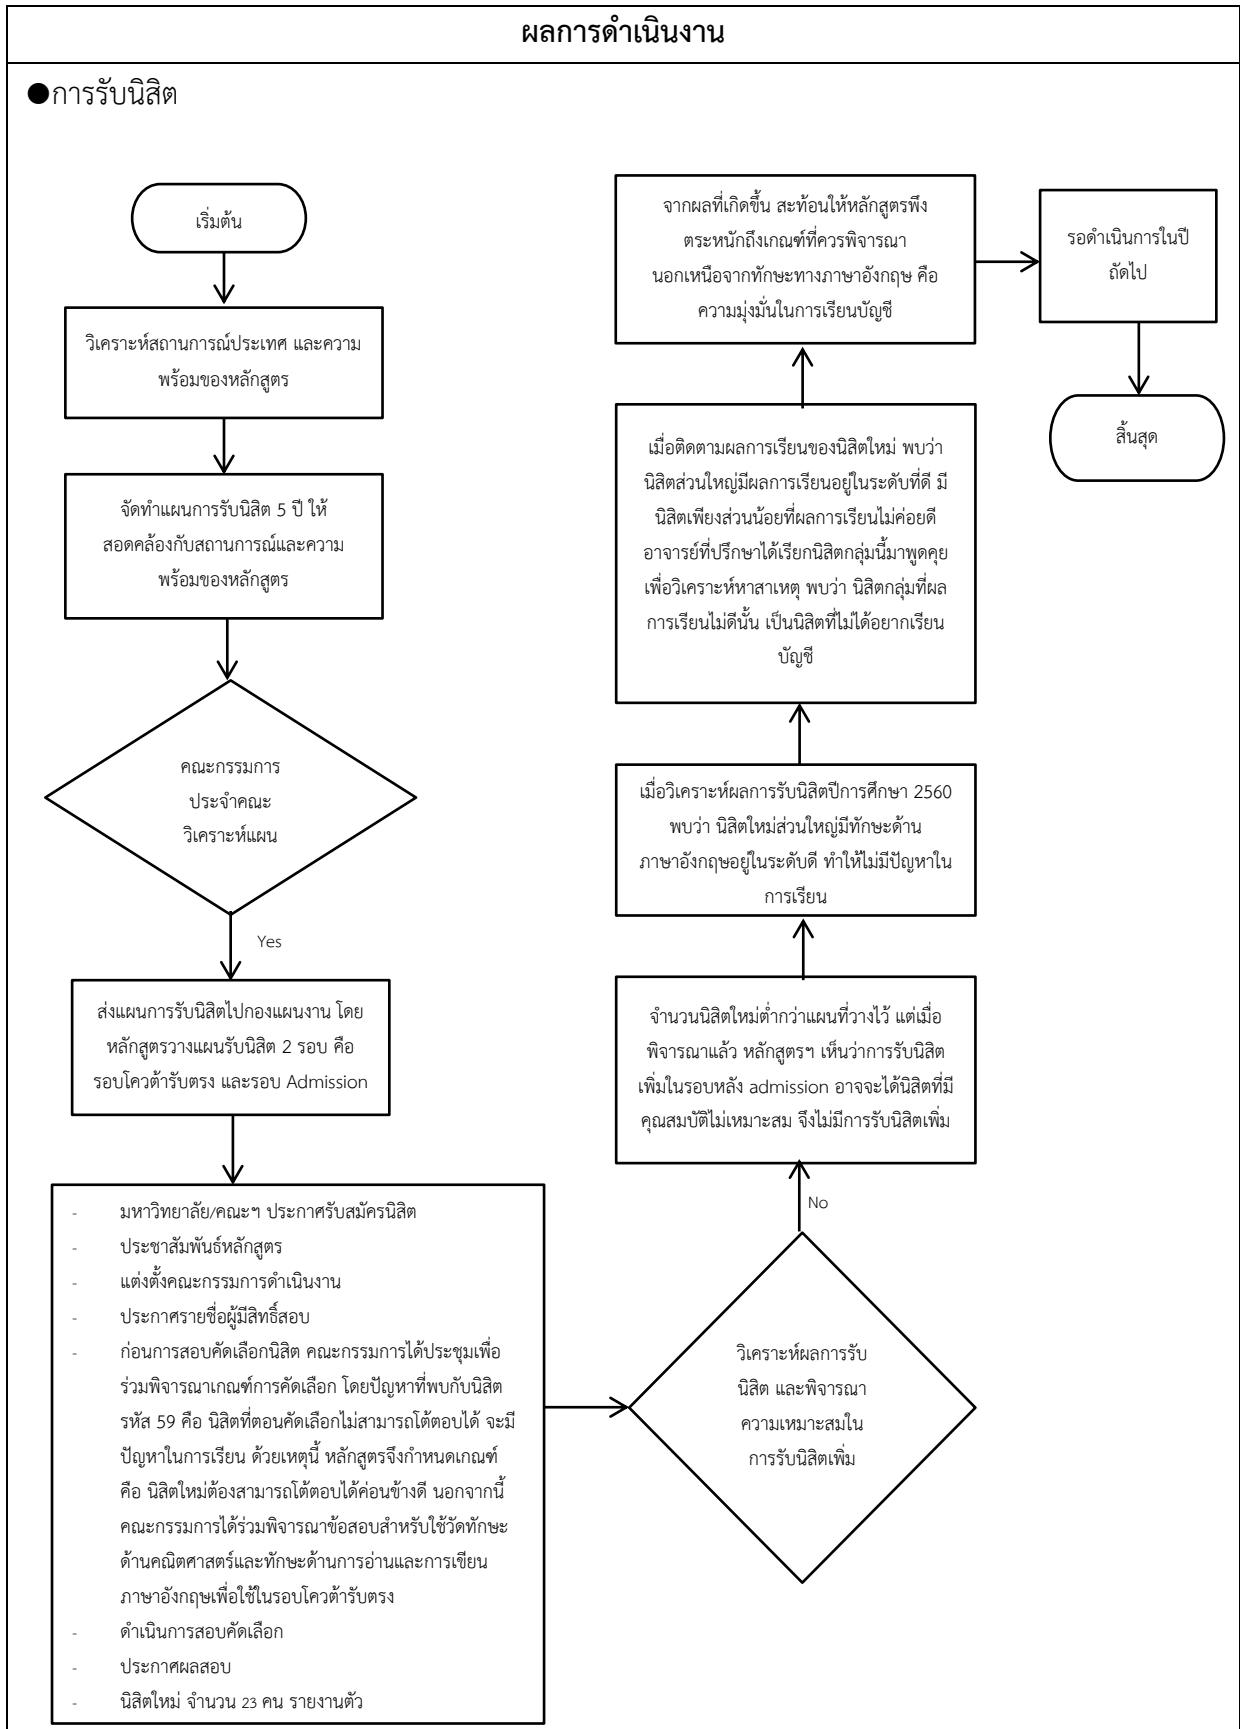 ผลการดำเนินงาน
●การรับนิสิต
เริ่มต้น
วิเคราะห์สถานการณ์ประเทศ และความ
พร้อมของหลักสูตร
จัดทำแผนการรับนิสิต 5 ปี ให้
สอดคล้องกับสถานการณ์และความ
พร้อมของหลักสูตร
คณะกรรมการ
ประจำคณะ
วิเคราะห์แผน
Yes
ส่งแผนการรับนิสิตไปกองแผนงาน โดย
หลักสูตรวางแผนรับนิสิต 2 รอบ คือ
รอบโควต้ารับตรง และรอบ Admission
- มหาวิทยาลัย/คณะฯ ประกาศรับสมัครนิสิต
- ประชาสัมพันธ์หลักสูตร
- แต่งตั้งคณะกรรมการดำเนินงาน
- ประกาศรายชื่อผู้มีสิทธิ์สอบ
- ก่อนการสอบคัดเลือกนิสิต คณะกรรมการได้ประชุมเพื่อ
ร่วมพิจารณาเกณฑ์การคัดเลือก โดยปัญหาที่พบกับนิสิต
รหัส 59 คือ นิสิตที่ตอนคัดเลือกไม่สามารถโต้ตอบได้ จะมี
ปัญหาในการเรียน ด้วยเหตุนี้ หลักสูตรจึงกำหนดเกณฑ์
คือ นิสิตใหม่ต้องสามารถโต้ตอบได้ค่อนข้างดี นอกจากนี้
คณะกรรมการได้ร่วมพิจารณาข้อสอบสำหรับใช้วัดทักษะ
ด้านคณิตศาสตร์และทักษะด้านการอ่านและการเขียน
ภาษาอังกฤษเพื่อใช้ในรอบโควต้ารับตรง
- ดำเนินการสอบคัดเลือก
- ประกาศผลสอบ
- นิสิตใหม่ จำนวน 23 คน รายงานตัว
วิเคราะห์ผลการรับ
นิสิต และพิจารณา
ความเหมาะสมใน
การรับนิสิตเพิ่ม
No
จำนวนนิสิตใหม่ต่ำกว่าแผนที่วางไว้ แต่เมื่อ
พิจารณาแล้ว หลักสูตรฯ เห็นว่าการรับนิสิต
เพิ่มในรอบหลัง admission อาจจะได้นิสิตที่มี
คุณสมบัติไม่เหมาะสม จึงไม่มีการรับนิสิตเพิ่ม
เมื่อวิเคราะห์ผลการรับนิสิตปีการศึกษา 2560
พบว่า นิสิตใหม่ส่วนใหญ่มีทักษะด้าน
ภาษาอังกฤษอยู่ในระดับดี ทำให้ไม่มีปัญหาใน
การเรียน
เมื่อติดตามผลการเรียนของนิสิตใหม่ พบว่า
นิสิตส่วนใหญ่มีผลการเรียนอยู่ในระดับที่ดี มี
นิสิตเพียงส่วนน้อยที่ผลการเรียนไม่ค่อยดี
อาจารย์ที่ปรึกษาได้เรียกนิสิตกลุ่มนี้มาพูดคุย
เพื่อวิเคราะห์หาสาเหตุ พบว่า นิสิตกลุ่มที่ผล
การเรียนไม่ดีนั้น เป็นนิสิตที่ไม่ได้อยากเรียน
บัญชี
จากผลที่เกิดขึ้น สะท้อนให้หลักสูตรพึง
ตระหนักถึงเกณฑ์ที่ควรพิจารณา
นอกเหนือจากทักษะทางภาษาอังกฤษ คือ
ความมุ่งมั่นในการเรียนบัญชี
รอดำเนินการในปี
ถัดไป
สิ้นสุด